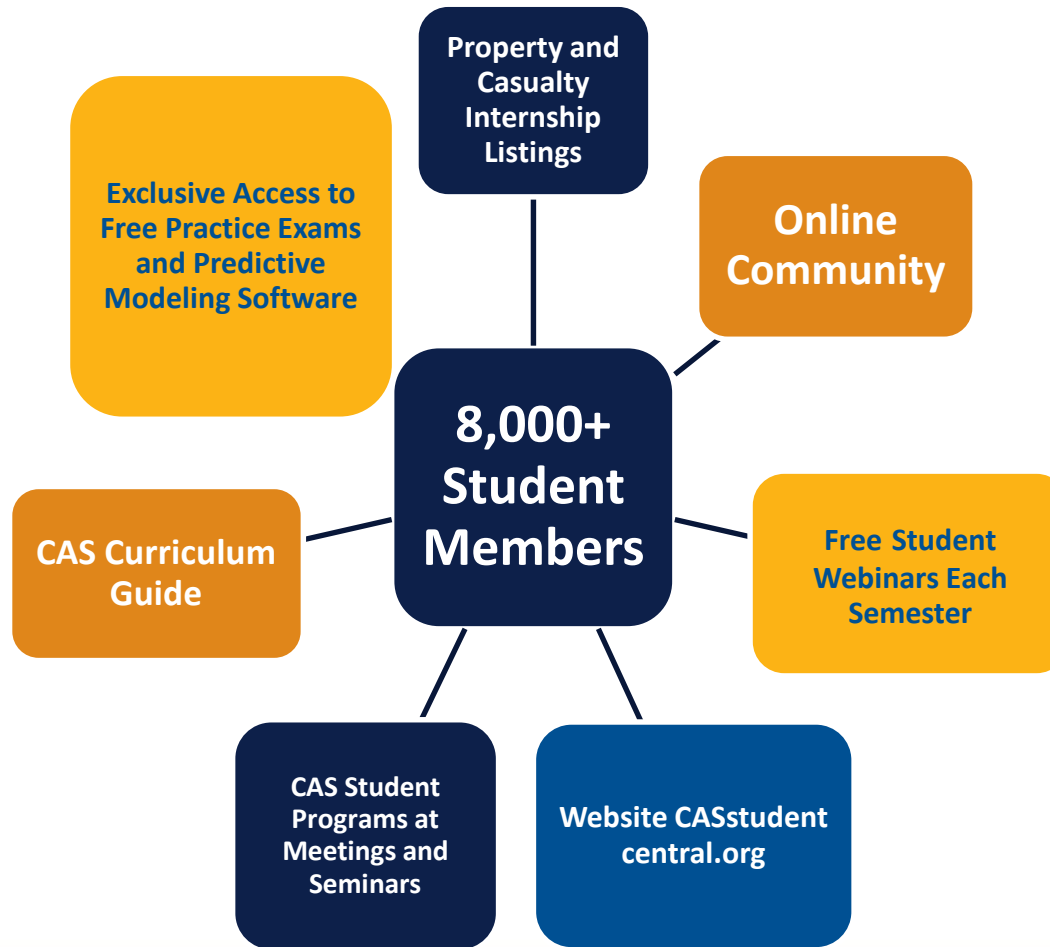 Property and
Casualty
Internship
Listings
Exclusive Access to
Free Practice Exams
and Predictive
Modeling Software
Online
Community
8,000+
Student
Members
CAS Curriculum
Guide
Free Student
Webinars Each
Semester
CAS Student
Programs at
Meetings and
Seminars
Website CASstudent
central.org